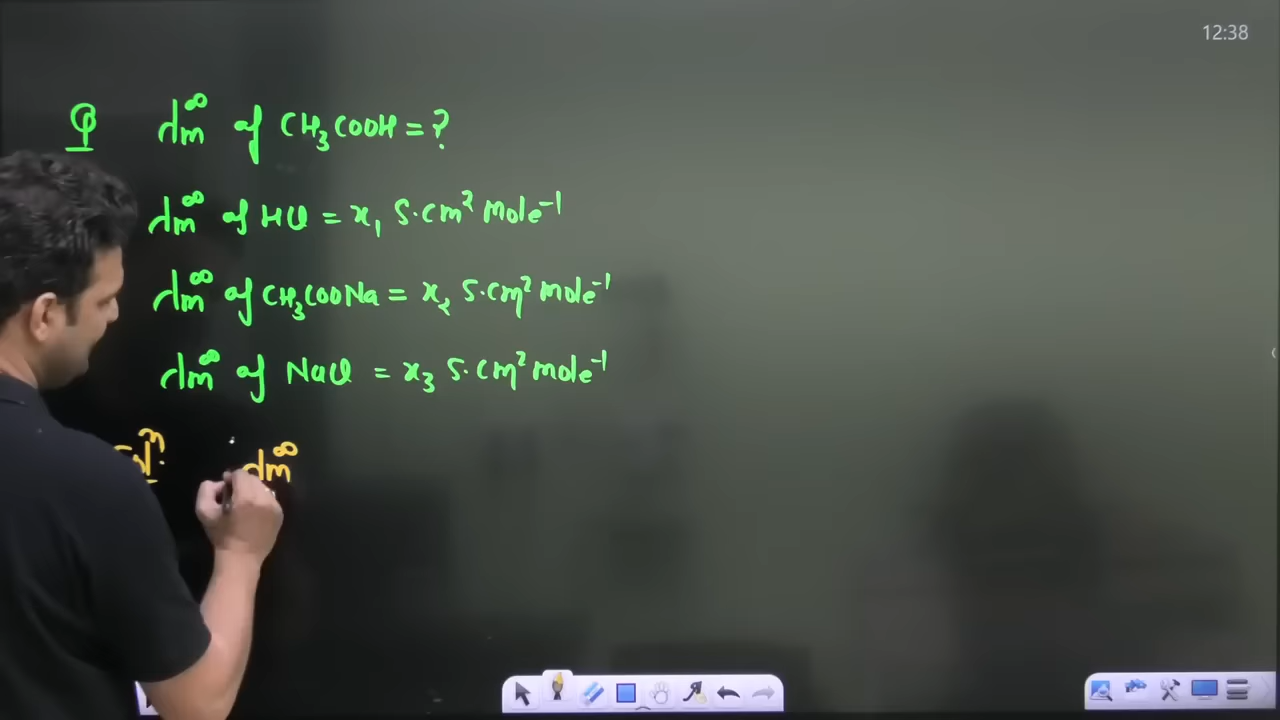 12:38
Q λm∞ of CH3COOH = ?
λm∞ of HCl = x1 S·cm² mole⁻¹
λm∞ of CH3COONa = x2 S·cm² mole⁻¹
λm∞ of NaCl = x3 S·cm² mole⁻¹
Solⁿ. λm∞